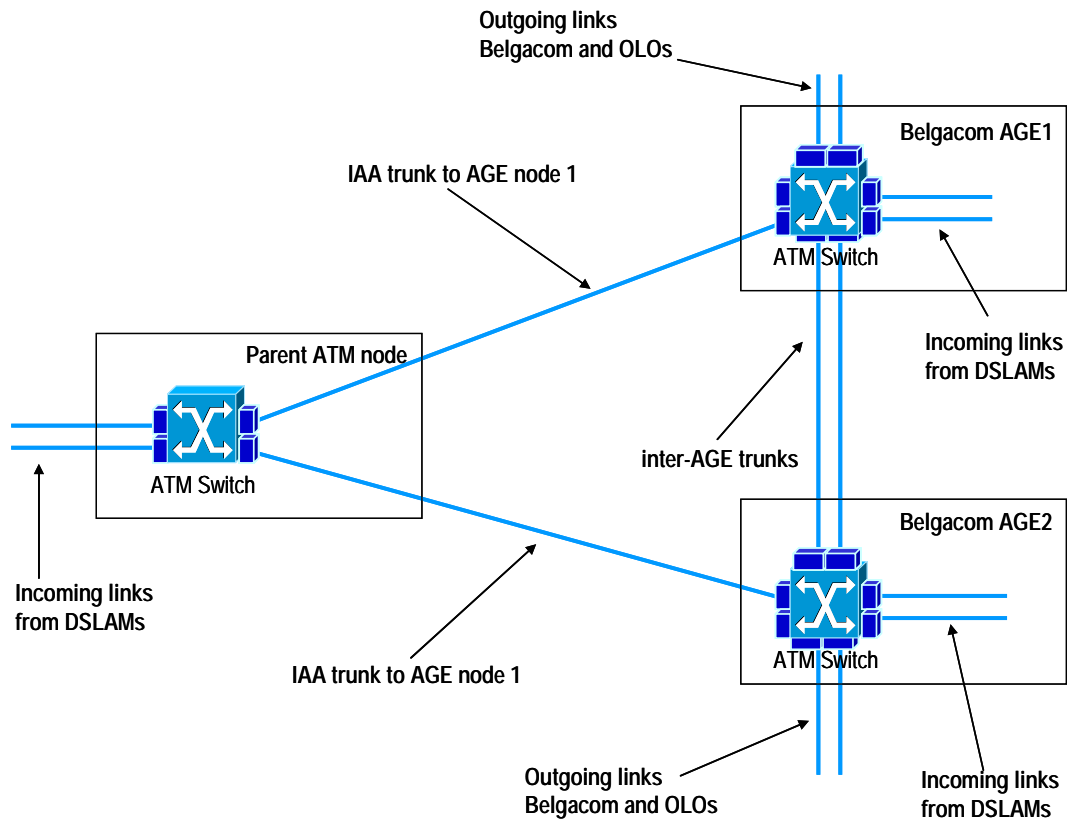 Outgoing links
Belgacom and OLOs
Belgacom AGE1
IAA trunk to AGE node 1
ATM Switch
Incoming links
from DSLAMs
Parent ATM node
inter-AGE trunks
ATM Switch
Belgacom AGE2
Incoming links
from DSLAMs
IAA trunk to AGE node 1
ATM Switch
Outgoing links
Belgacom and OLOs
Incoming links
from DSLAMs